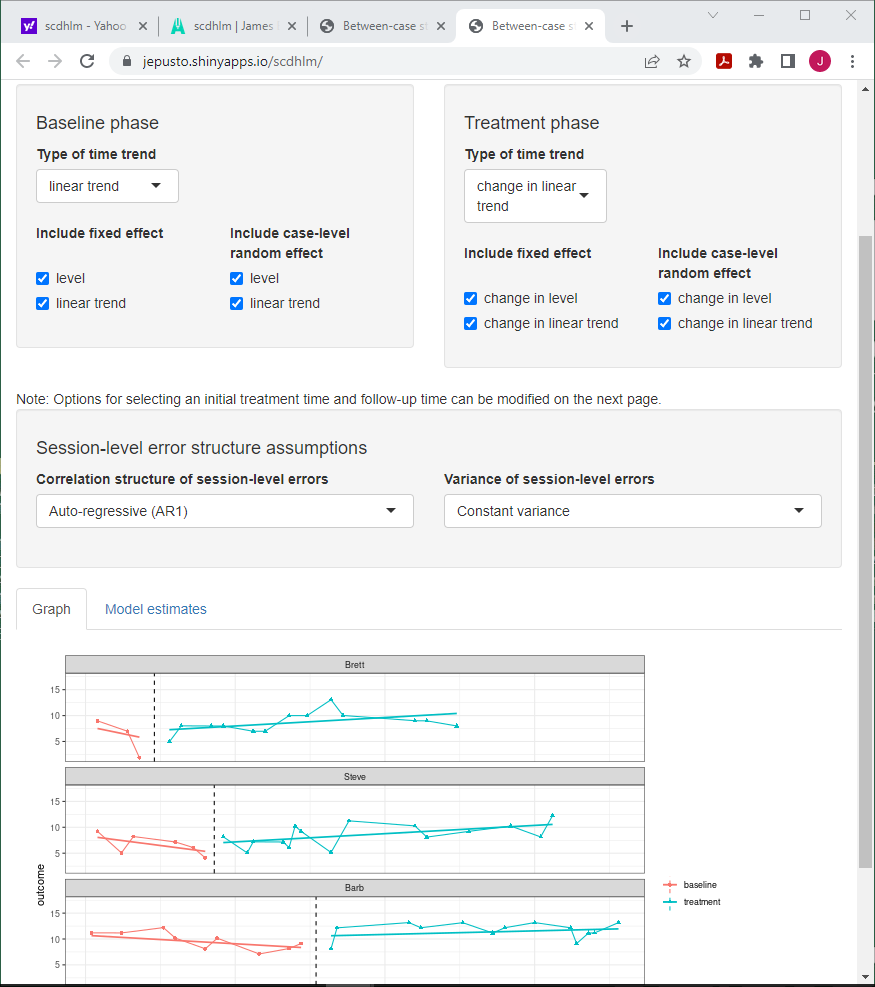 scdhlm - Yahoo
scdhlm | James
Between-case st
Between-case s
jepusto.shinyapps.io/scdhlm/
J
Baseline phase
Type of time trend
linear trend
Include fixed effect
Include case-level
random effect
level
level
linear trend
linear trend
Treatment phase
Type of time trend
change in linear
trend
Include fixed effect
Include case-level
random effect
change in level
change in level
change in linear trend
change in linear trend
Note: Options for selecting an initial treatment time and follow-up time can be modified on the next page.
Session-level error structure assumptions
Correlation structure of session-level errors
Variance of session-level errors
Auto-regressive (AR1)
Constant variance
Graph
Model estimates
Brett
15
10
5
Steve
15
10
5
Barb
15
10
5
outcome
baseline
treatment